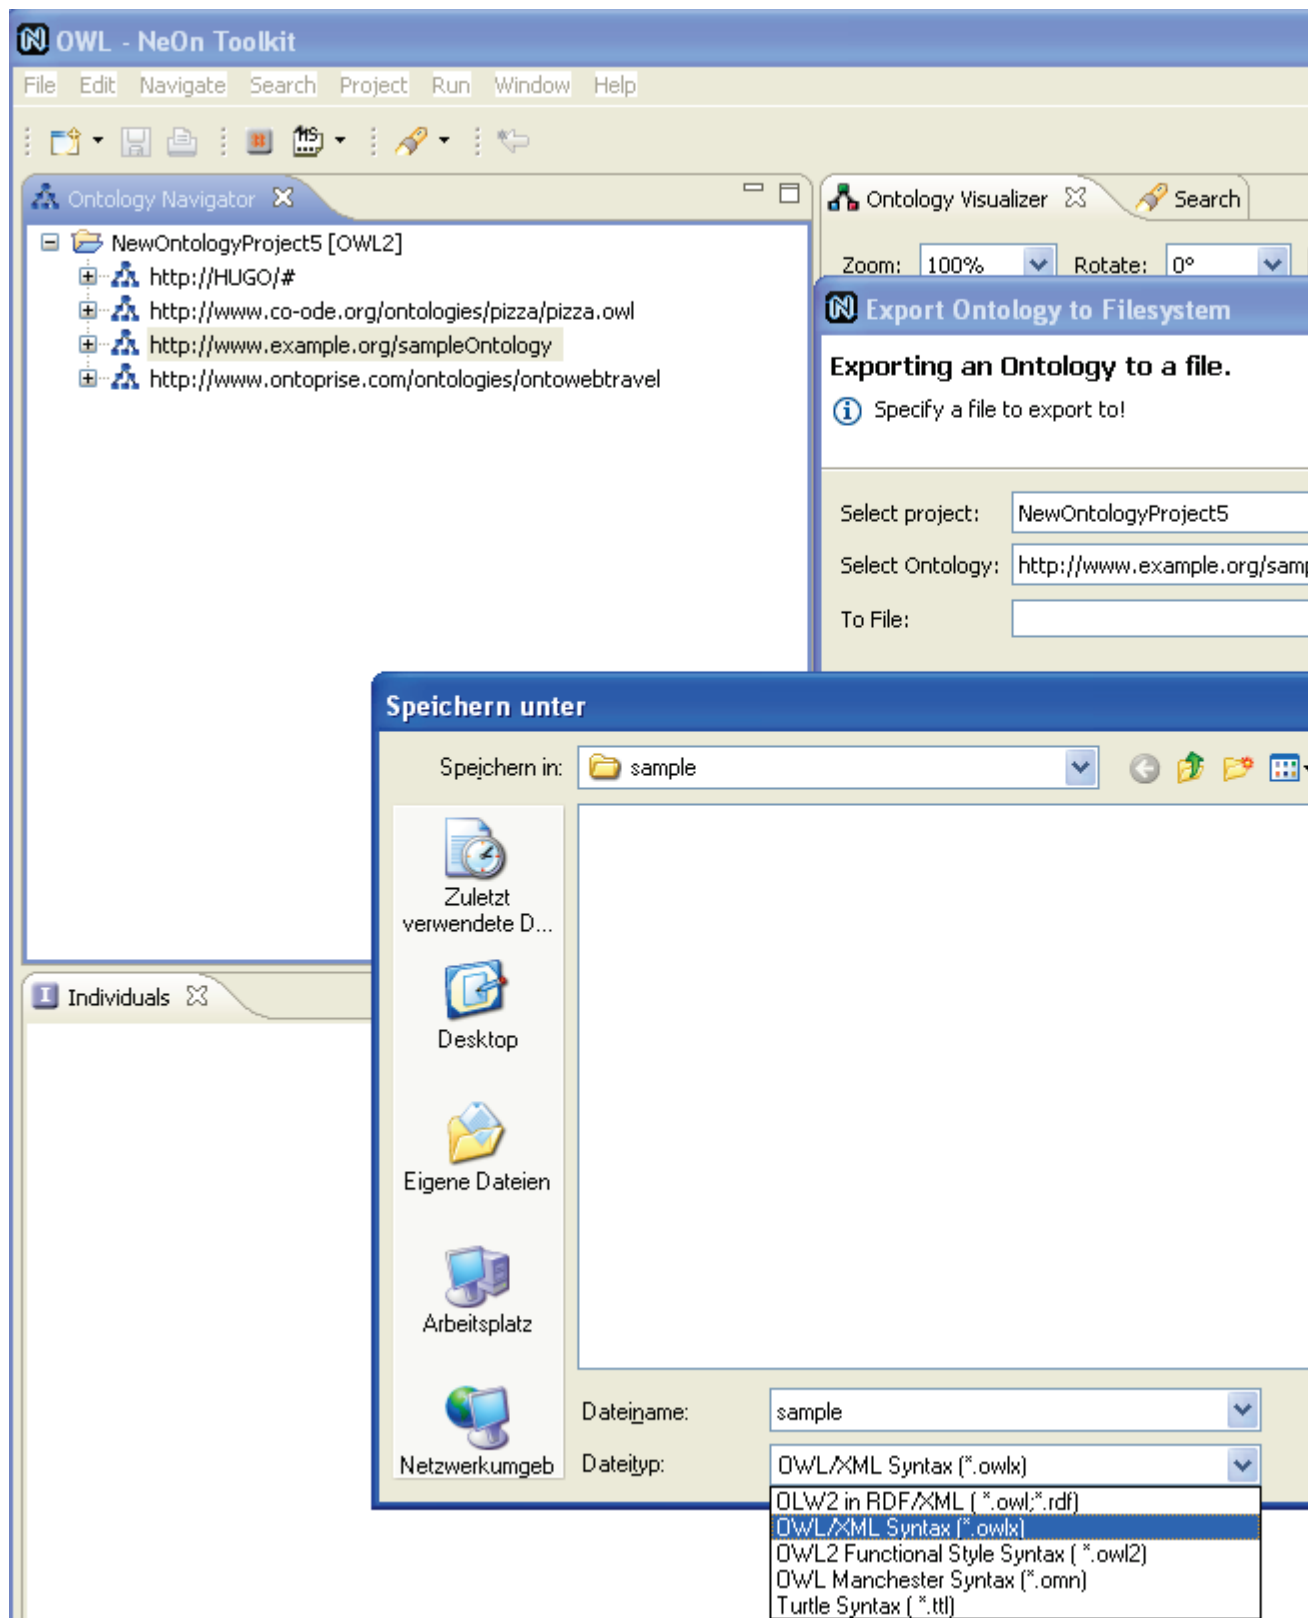 OWL - NeOn Toolkit
File Edit Navigate Search Project Run Window Help
Ontology Navigator
NewOntologyProject5 [OWL2]
http://HUGO/#
http://www.co-ode.org/ontologies/pizza/pizza.owl
http://www.example.org/sampleOntology
http://www.ontoprise.com/ontologies/ontowebtravel
Individuals
Ontology Visualizer Search
Zoom: 100% Rotate: 0°
Export Ontology to Filesystem
Exporting an Ontology to a file.
Specify a file to export to!
Select project: NewOntologyProject5
Select Ontology: http://www.example.org/samp
To File:
Speichern unter
Speichern in: sample
Zuletzt
verwendete D...
Desktop
Eigene Dateien
Arbeitsplatz
Netzwerkumgeb
Dateiname: sample
Dateityp: OWL/XML Syntax (*.owlx)
OLW2 in RDF/XML ( *.owl;*.rdf)
OWL/XML Syntax (*.owlx)
OWL2 Functional Style Syntax ( *.owl2)
OWL Manchester Syntax (*.omn)
Turtle Syntax ( *.ttl)